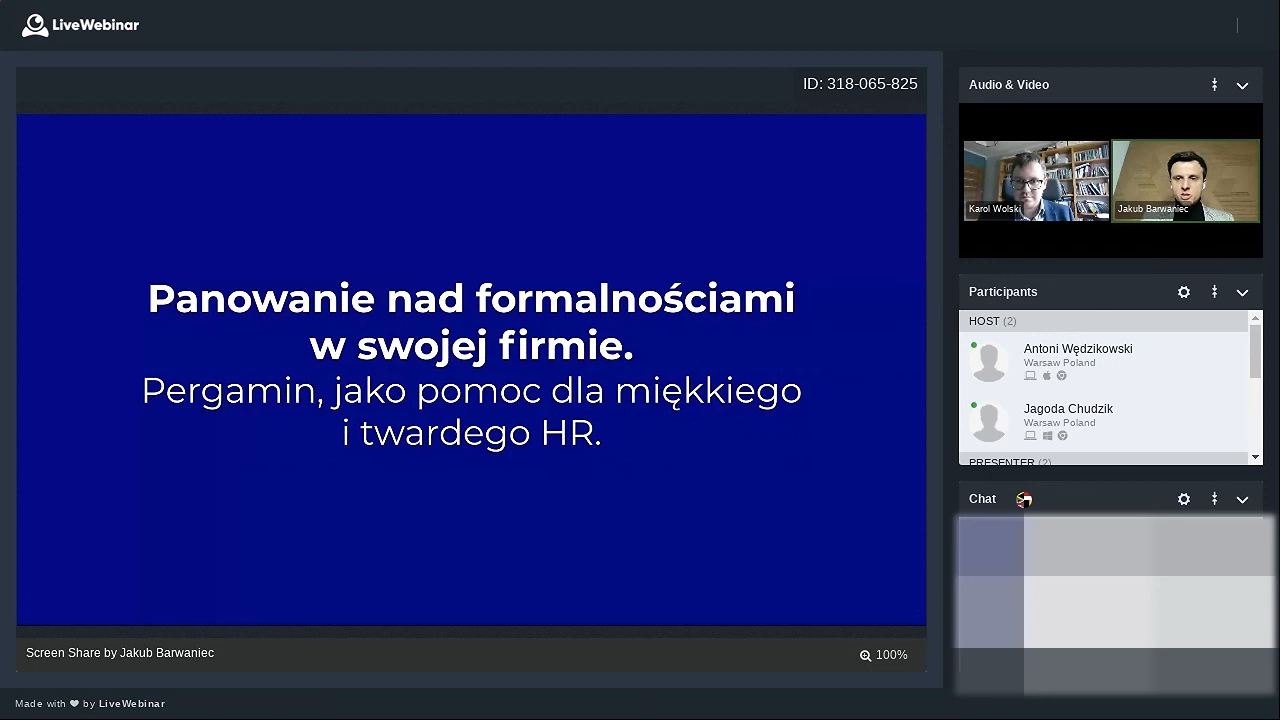 LiveWebinar
ID: 318-065-825
Panowanie nad formalnościami
w swojej firmie.
Pergamin, jako pomoc dla miękkiego
i twardego HR.
Screen Share by Jakub Barwaniec
100%
Audio & Video
Karol Wolski
Jakub Barwaniec
Participants
HOST (2)
Antoni Wędzikowski
Warsaw Poland
Jagoda Chudzik
Warsaw Poland
PRESENTER (2)
Chat
Made with ❤ by LiveWebinar